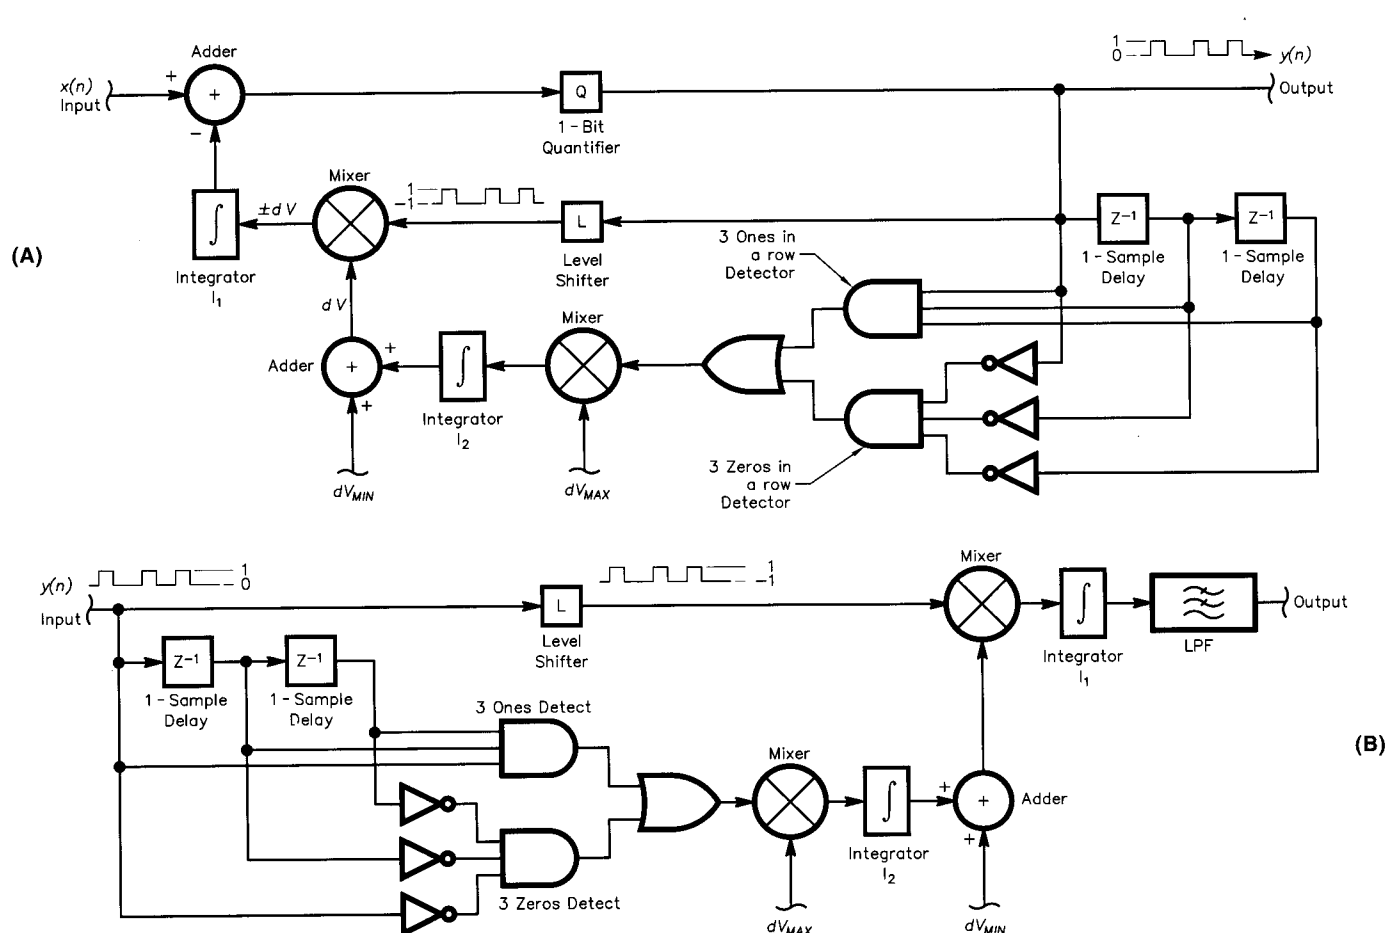 Adder
1
0
y(n)
x(n)
Input
+
+
−
Q
Output
1-Bit
Quantifier
Mixer
1
−1
±dV
∫
L
Z⁻¹
Z⁻¹
(A)
3 Ones in
a row
Detector
Level
Shifter
1-Sample
Delay
1-Sample
Delay
Integrator
I₁
dV
Mixer
Adder
+
+
+
∫
Integrator
I₂
3 Zeros in
a row
Detector
dV_MIN
dV_MAX
y(n)
1
0
1
−1
Mixer
Input
L
∫
Output
Level
Shifter
Integrator
I₁
LPF
Z⁻¹
Z⁻¹
1-Sample
Delay
1-Sample
Delay
3 Ones Detect
(B)
Mixer
∫
+
+
+
Adder
Integrator
I₂
3 Zeros Detect
dV_MAX
dV_MIN